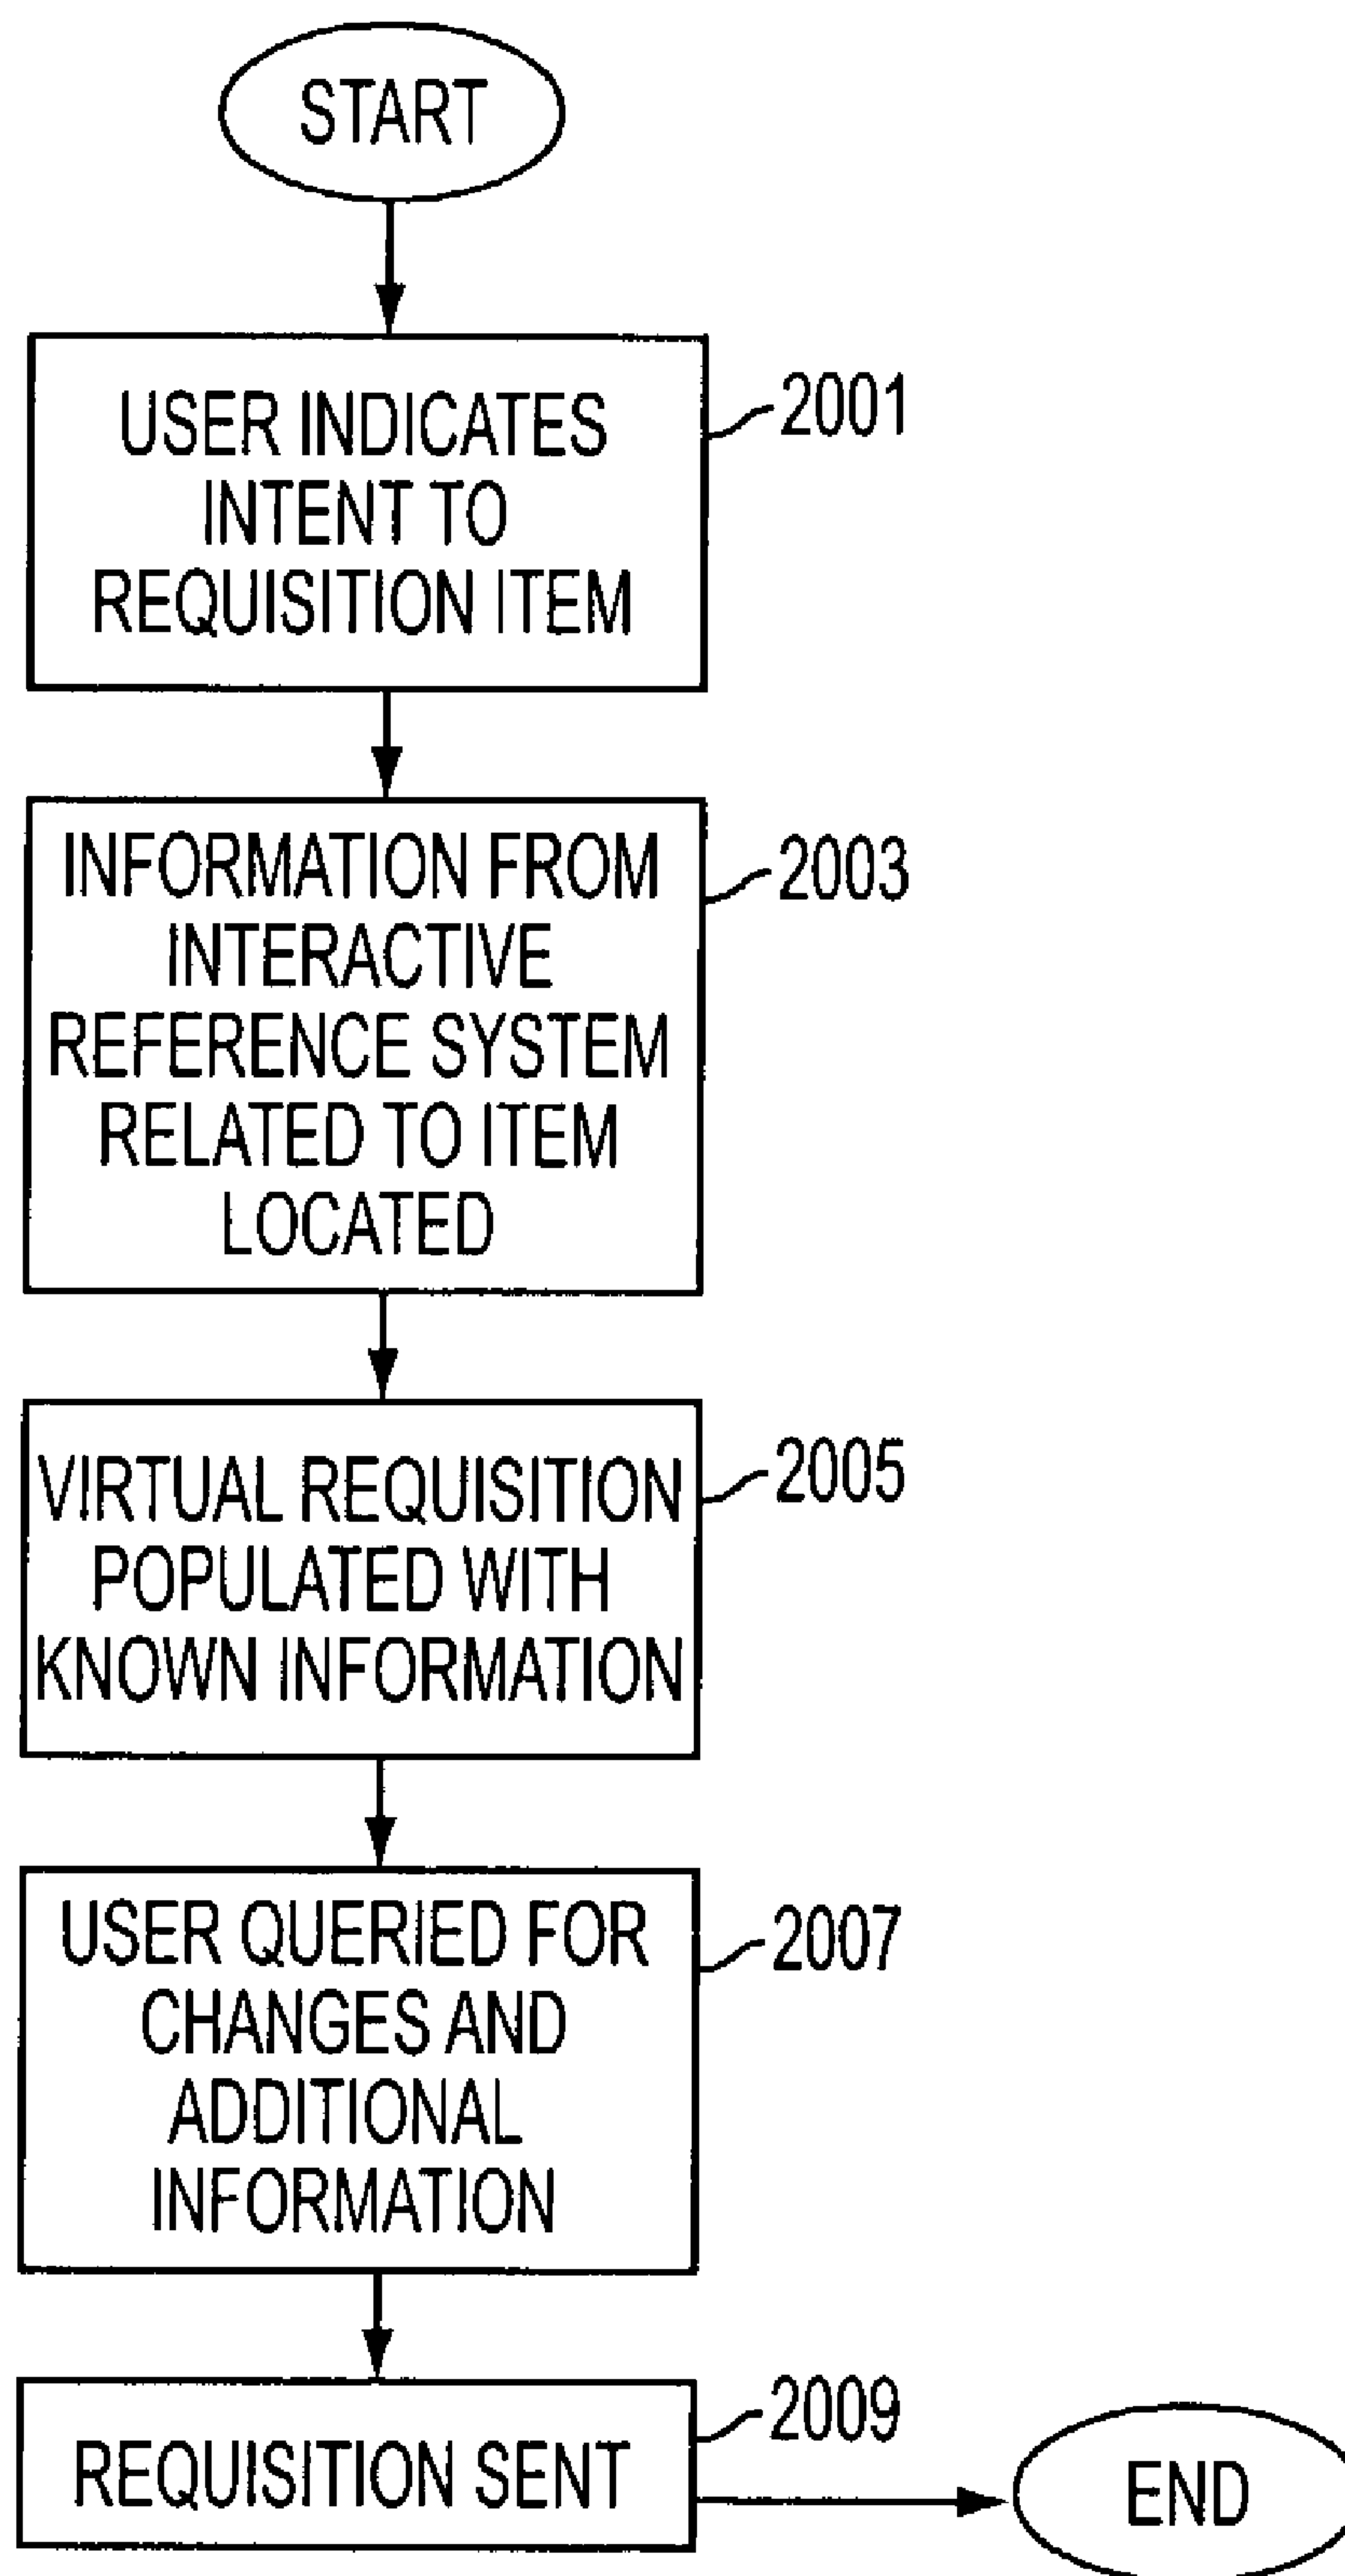 START
USER INDICATES
INTENT TO
REQUISITION ITEM
2001
INFORMATION FROM
INTERACTIVE
REFERENCE SYSTEM
RELATED TO ITEM
LOCATED
2003
VIRTUAL REQUISITION
POPULATED WITH
KNOWN INFORMATION
2005
USER QUERIED FOR
CHANGES AND
ADDITIONAL
INFORMATION
2007
REQUISITION SENT
2009
END